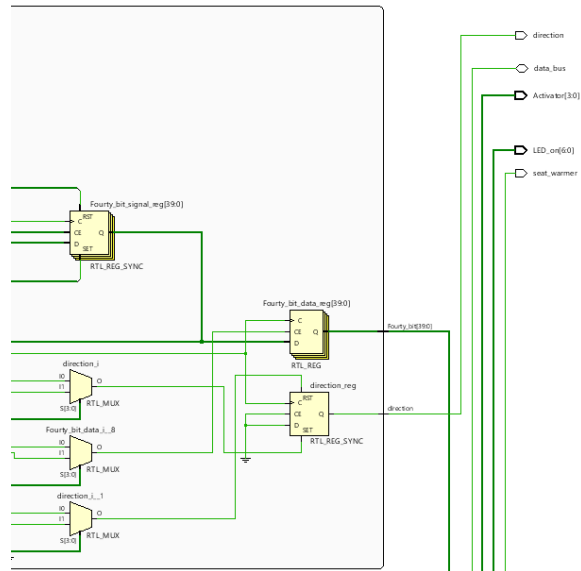 direction
data_bus
Activator[3:0]
LED_on[6:0]
seat_warmer
Fourty_bit_signal_reg[39:0]
RST
C
CE
Q
D
SET
RTL_REG_SYNC
Fourty_bit_data_reg[39:0]
C
CE
Q
D
RTL_REG
Fourty_bit[39:0]
direction_i
I0
I1
O
S[3:0]
RTL_MUX
direction_reg
RST
C
CE
Q
D
SET
RTL_REG_SYNC
direction
Fourty_bit_data_i__8
I0
I1
O
S[3:0]
RTL_MUX
direction_i__1
I0
I1
O
S[3:0]
RTL_MUX